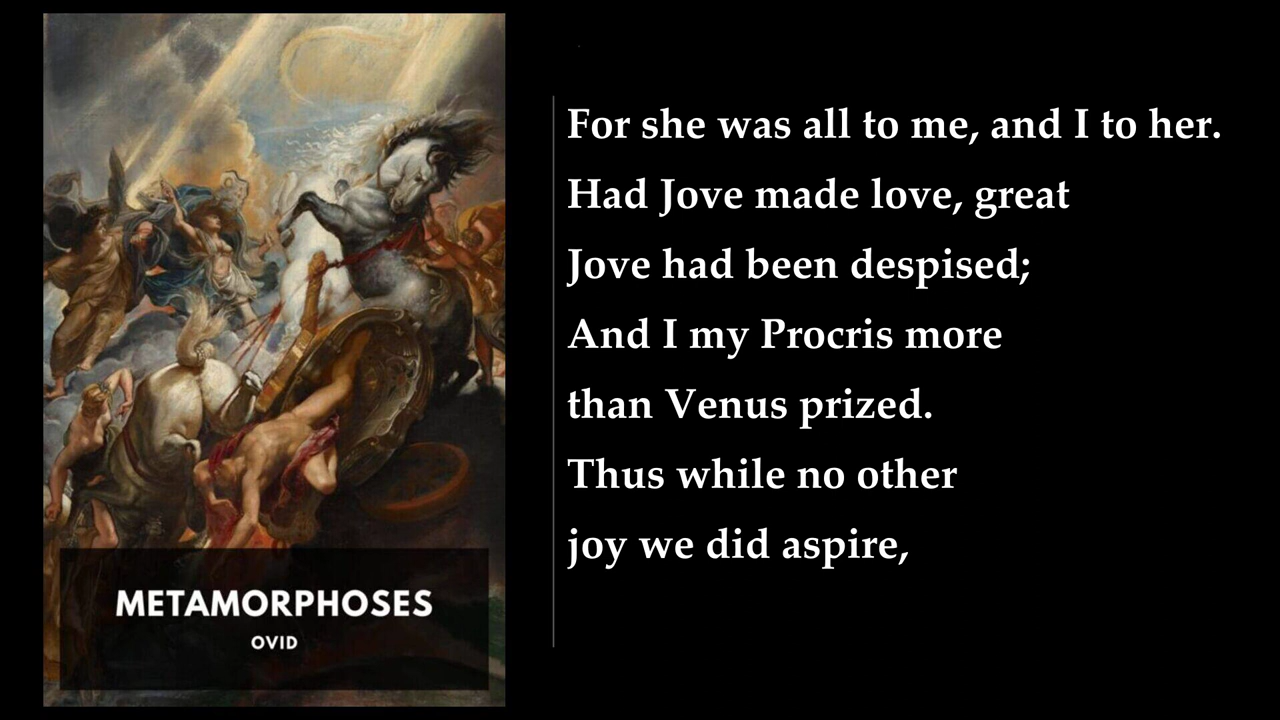 METAMORPHOSES
OVID
For she was all to me, and I to her.
Had Jove made love, great
Jove had been despised;
And I my Procris more
than Venus prized.
Thus while no other
joy we did aspire,